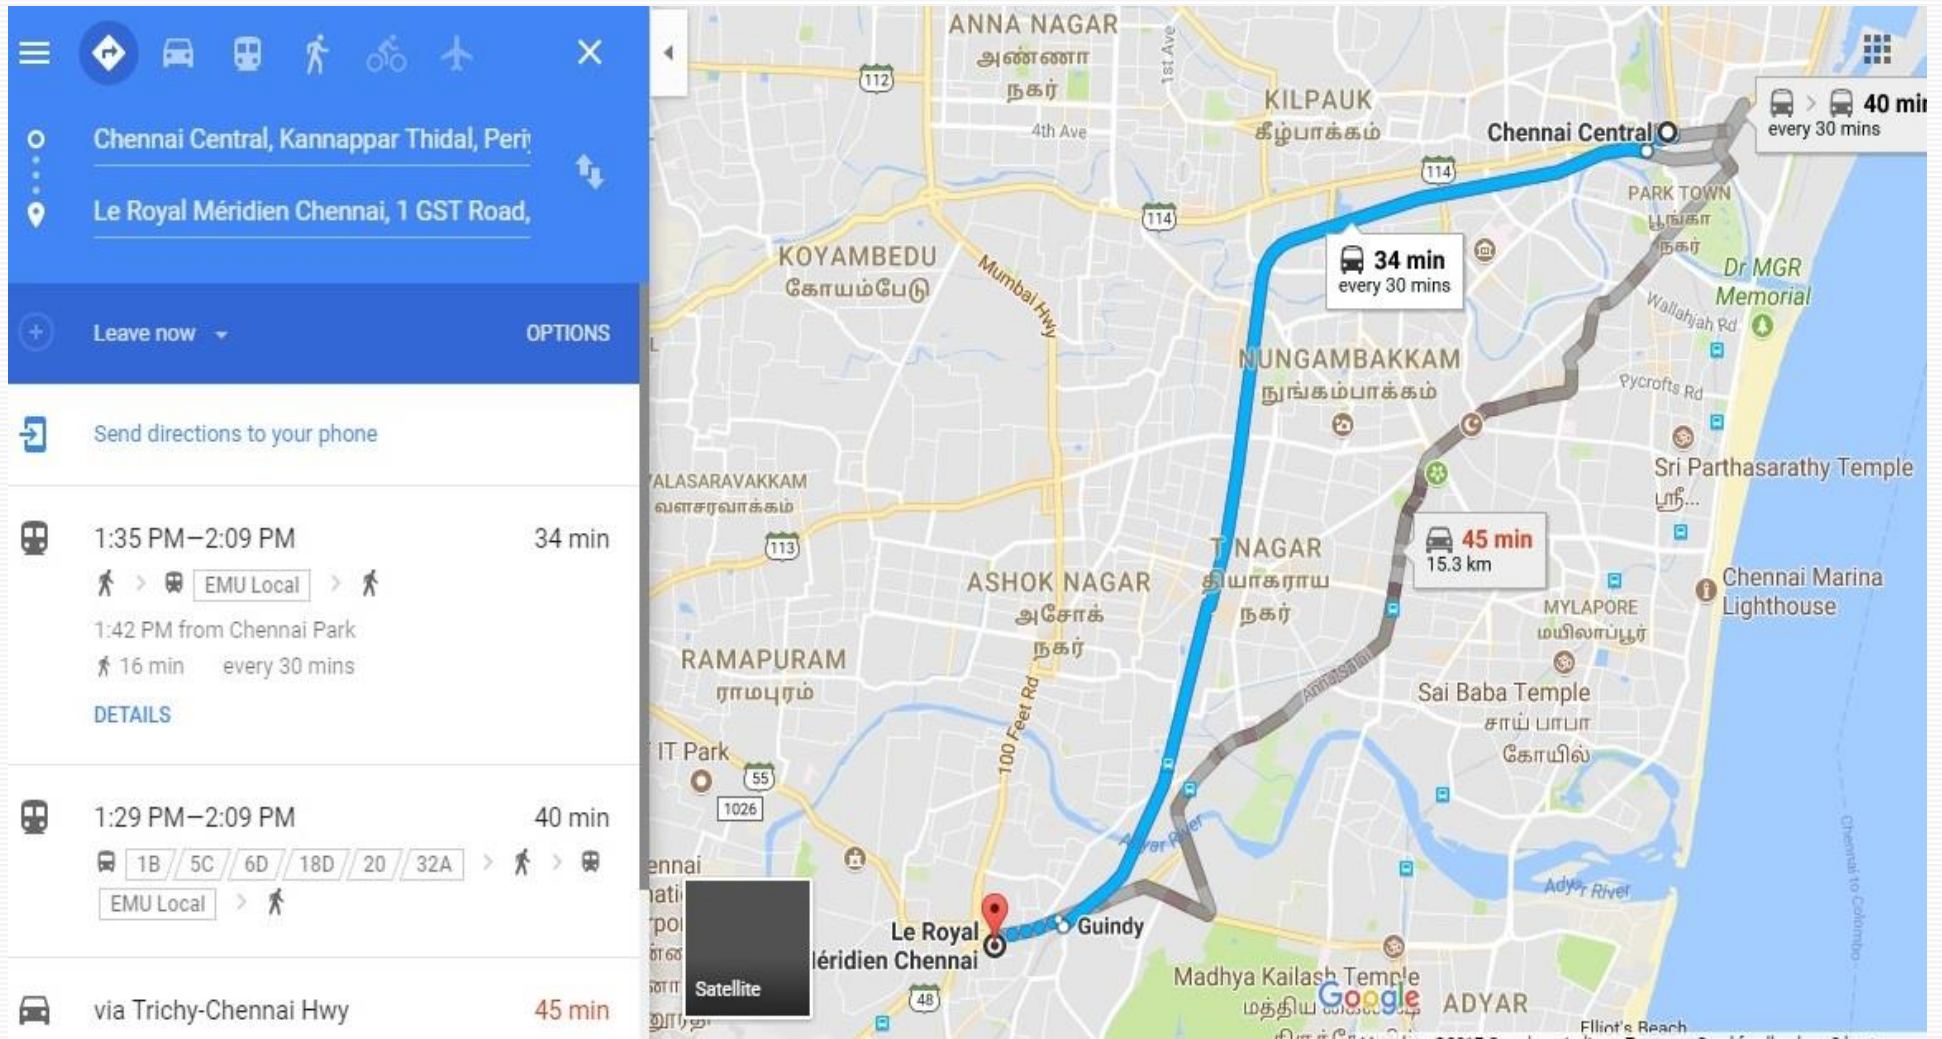 Chennai Central, Kannappar Thidal, Periy
Le Royal Méridien Chennai, 1 GST Road,
Leave now
OPTIONS
Send directions to your phone
1:35 PM—2:09 PM
34 min
EMU Local
1:42 PM from Chennai Park
16 min every 30 mins
DETAILS
1:29 PM—2:09 PM
40 min
1B 5C 6D 18D 20 32A
EMU Local
via Trichy-Chennai Hwy
45 min
ANNA NAGAR
அண்ணா
நகர்
1st Ave
112
4th Ave
KILPAUK
கீழ்பாக்கம்
Chennai Central
40 min
every 30 mins
114
114
PARK TOWN
பூங்கா
நகர்
KOYAMBEDU
கோயம்பேடு
Mumbai Hwy
34 min
every 30 mins
Dr MGR
Memorial
Wallahjah Rd
NUNGAMBAKKAM
நுங்கம்பாக்கம்
Pycrofts Rd
Sri Parthasarathy Temple
ஸ்ரீ...
VALASARAVAKKAM
வளசரவாக்கம்
113
T NAGAR
தியாகராய
நகர்
45 min
15.3 km
ASHOK NAGAR
அசோக்
நகர்
Chennai Marina
Lighthouse
MYLAPORE
மயிலாப்பூர்
RAMAPURAM
ராமபுரம்
100 Feet Rd
Anna Salai
Sai Baba Temple
சாய் பாபா
கோயில்
IT Park
55
1026
Adyar River
Adyar River
Chennai to Colombo
Le Royal
Méridien Chennai
Guindy
Satellite
48
Madhya Kailash Temple
மத்திய
Google
ADYAR
Elliot's Beach